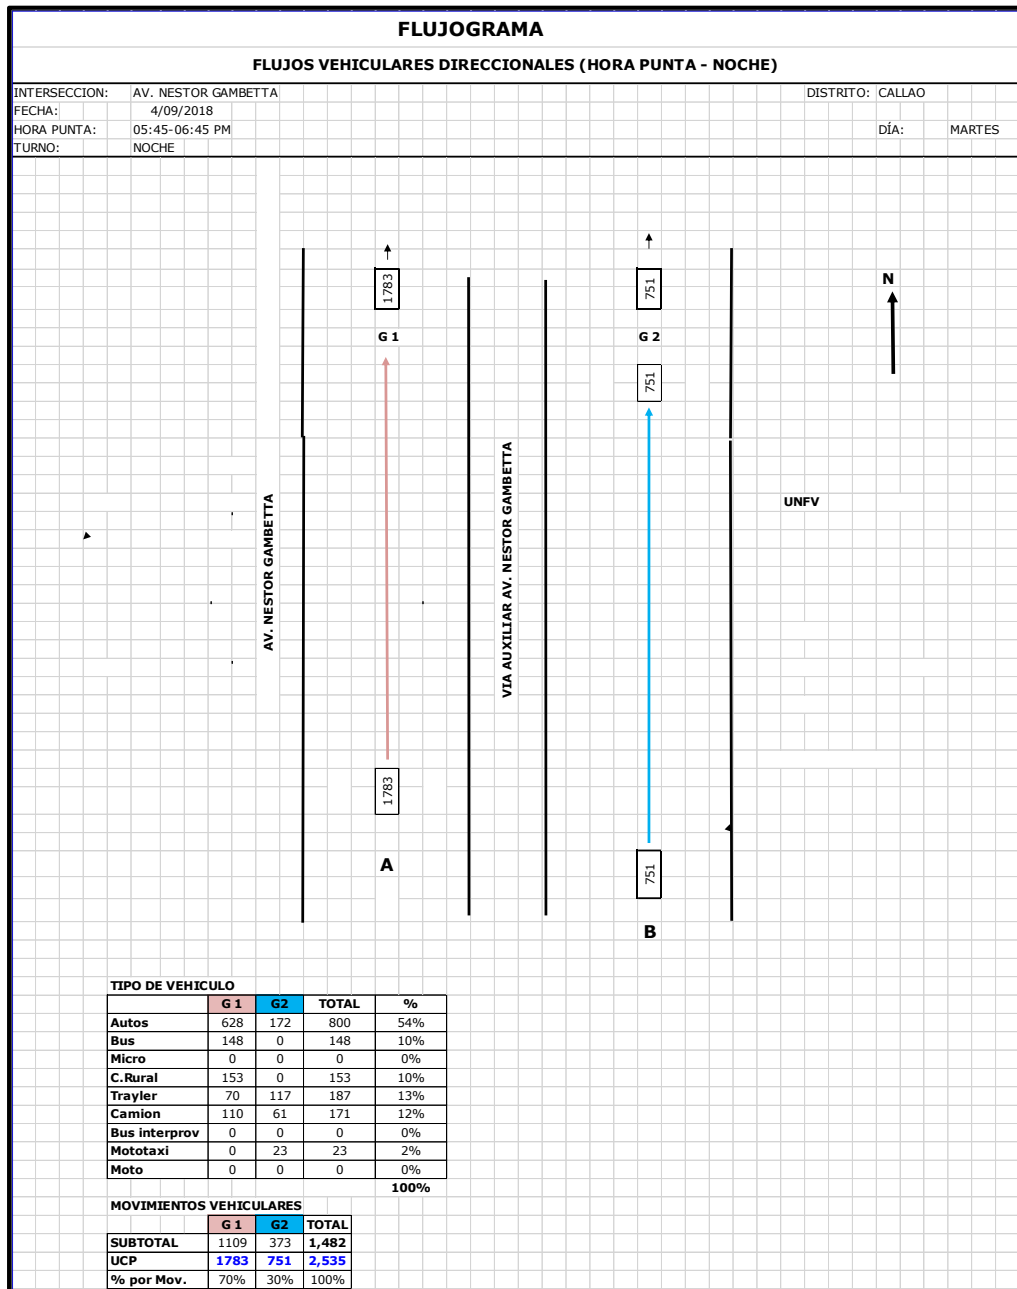 FLUJOGRAMA
FLUJOS VEHICULARES DIRECCIONALES (HORA PUNTA - NOCHE)
INTERSECCION: AV. NESTOR GAMBETTA DISTRITO: CALLAO
FECHA: 4/09/2018
HORA PUNTA: 05:45-06:45 PM DÍA: MARTES
TURNO: NOCHE
1783 751 N
G 1 G 2
751
AV. NESTOR GAMBETTA
VIA AUXILIAR AV. NESTOR GAMBETTA
UNFV
1783
A
751
B
TIPO DE VEHICULO
G 1 G2 TOTAL %
Autos 628 172 800 54%
Bus 148 0 148 10%
Micro 0 0 0 0%
C.Rural 153 0 153 10%
Trayler 70 117 187 13%
Camion 110 61 171 12%
Bus interprov 0 0 0 0%
Mototaxi 0 23 23 2%
Moto 0 0 0 0%
100%
MOVIMIENTOS VEHICULARES
G 1 G2 TOTAL
SUBTOTAL 1109 373 1,482
UCP 1783 751 2,535
% por Mov. 70% 30% 100%